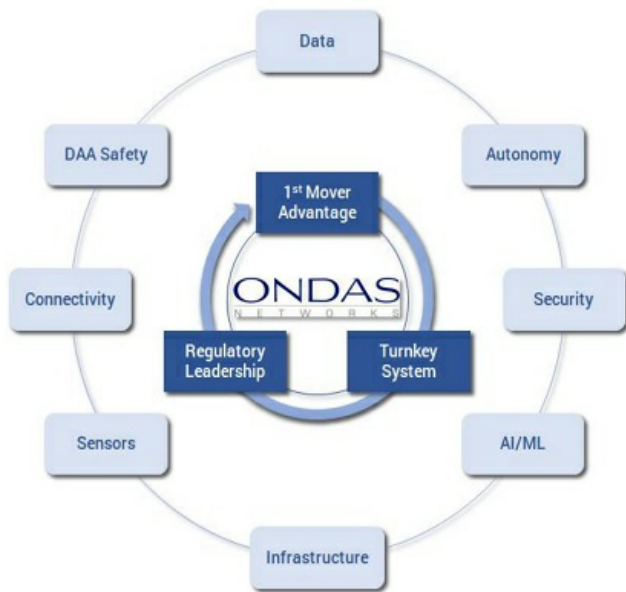 Data
DAA Safety
Autonomy
1st Mover
Advantage
Connectivity
ONDAS
NETWORKS
Security
Regulatory
Leadership
Turnkey
System
Sensors
AI/ML
Infrastructure